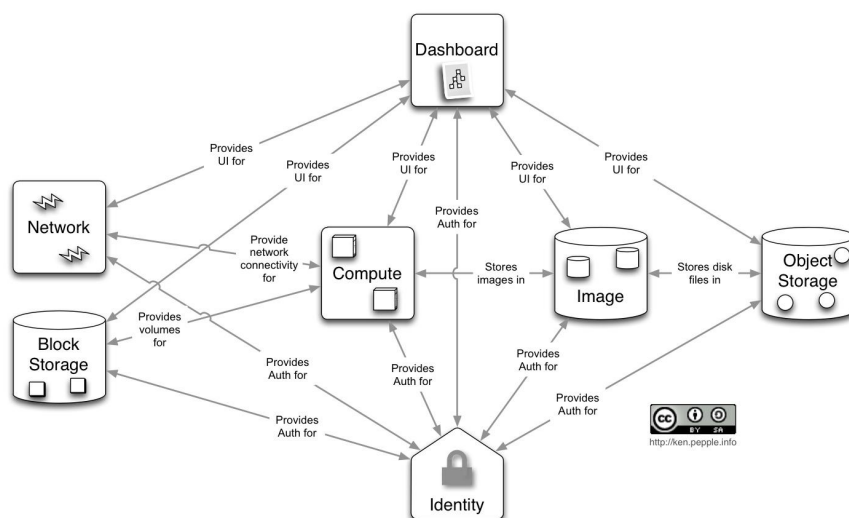 Dashboard
Provides
UI for
Provides
UI for
Provides
UI for
Provides
UI for
Provides
UI for
Provides
Auth for
Network
Provide
network
connectivity
for
Compute
Stores
images in
Image
Stores disk
files in
Object
Storage
Block
Storage
Provides
volumes
for
Provides
Auth for
Provides
Auth for
Provides
Auth for
Provides
Auth for
Provides
Auth for
Identity
cc
BY SA
http://ken.pepple.info